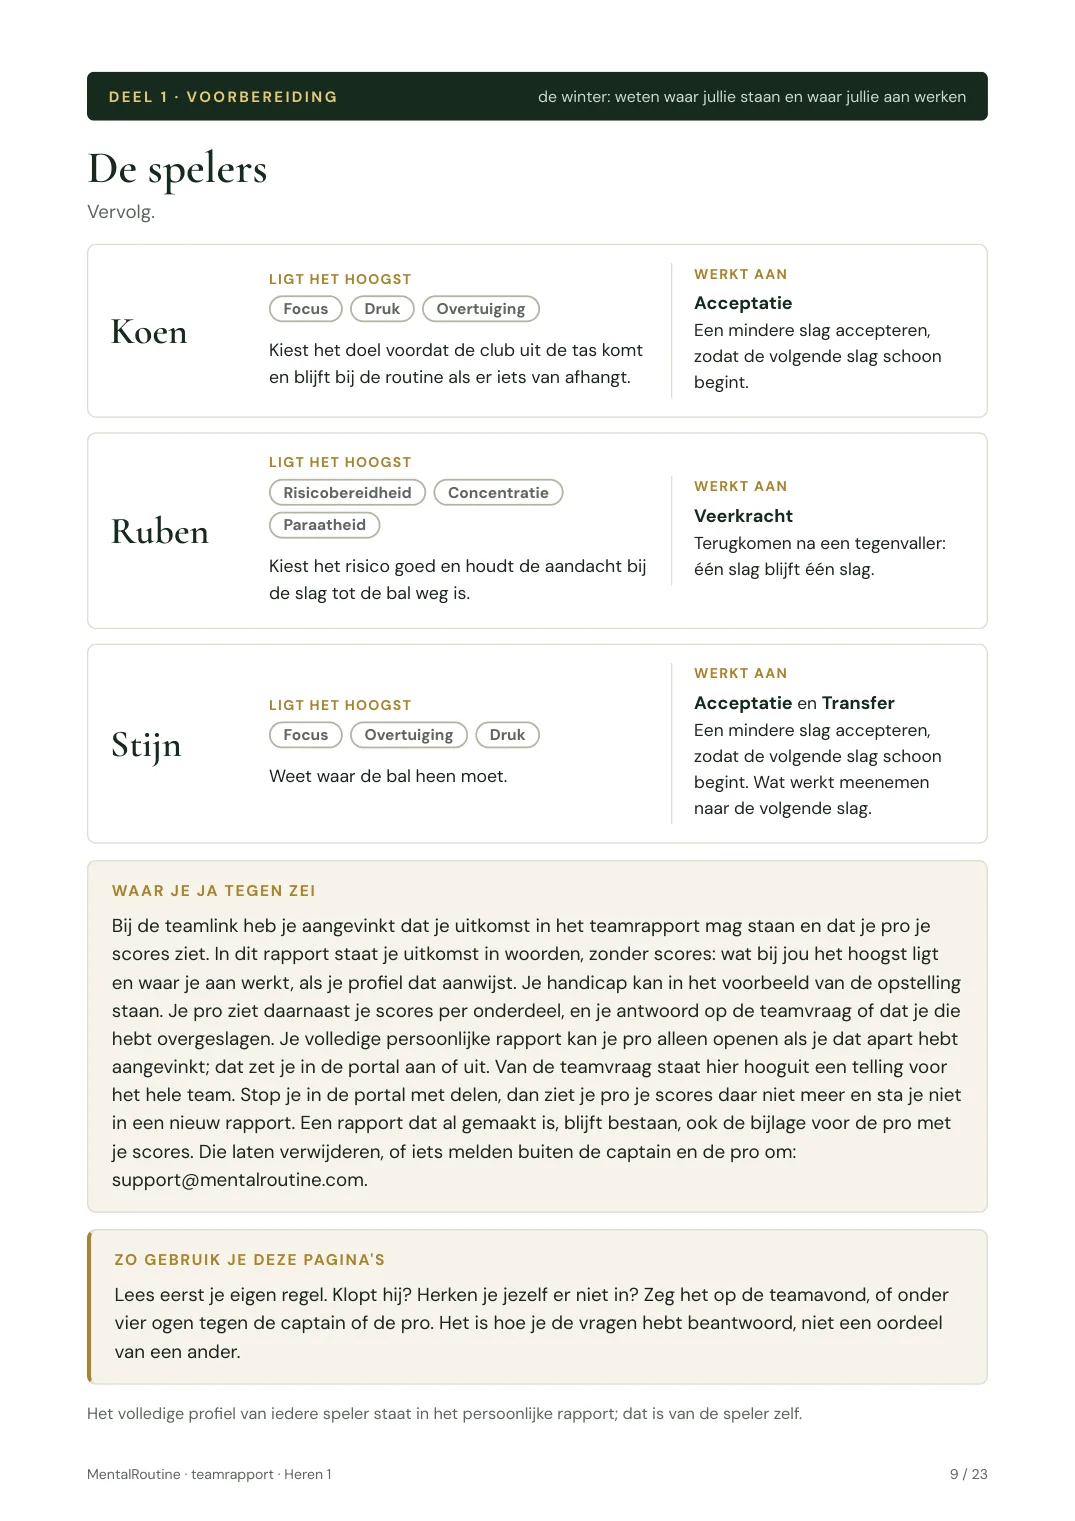 DEEL 1 · VOORBEREIDING
de winter: weten waar jullie staan en waar jullie aan werken
De spelers
Vervolg.
Koen
LIGT HET HOOGST
Focus Druk Overtuiging
Kiest het doel voordat de club uit de tas komt
en blijft bij de routine als er iets van afhangt.
WERKT AAN
Acceptatie
Een mindere slag accepteren,
zodat de volgende slag schoon
begint.
Ruben
LIGT HET HOOGST
Risicobereidheid Concentratie
Paraatheid
Kiest het risico goed en houdt de aandacht bij
de slag tot de bal weg is.
WERKT AAN
Veerkracht
Terugkomen na een tegenvaller:
één slag blijft één slag.
Stijn
LIGT HET HOOGST
Focus Overtuiging Druk
Weet waar de bal heen moet.
WERKT AAN
Acceptatie en Transfer
Een mindere slag accepteren,
zodat de volgende slag schoon
begint. Wat werkt meenemen
naar de volgende slag.
WAAR JE JA TEGEN ZEI
Bij de teamlink heb je aangevinkt dat je uitkomst in het teamrapport mag staan en dat je pro je
scores ziet. In dit rapport staat je uitkomst in woorden, zonder scores: wat bij jou het hoogst ligt
en waar je aan werkt, als je profiel dat aanwijst. Je handicap kan in het voorbeeld van de opstelling
staan. Je pro ziet daarnaast je scores per onderdeel, en je antwoord op de teamvraag of dat je die
hebt overgeslagen. Je volledige persoonlijke rapport kan je pro alleen openen als je dat apart hebt
aangevinkt; dat zet je in de portal aan of uit. Van de teamvraag staat hier hooguit een telling voor
het hele team. Stop je in de portal met delen, dan ziet je pro je scores daar niet meer en sta je niet
in een nieuw rapport. Een rapport dat al gemaakt is, blijft bestaan, ook de bijlage voor de pro met
je scores. Die laten verwijderen, of iets melden buiten de captain en de pro om:
support@mentalroutine.com.
ZO GEBRUIK JE DEZE PAGINA'S
Lees eerst je eigen regel. Klopt hij? Herken je jezelf er niet in? Zeg het op de teamavond, of onder
vier ogen tegen de captain of de pro. Het is hoe je de vragen hebt beantwoord, niet een oordeel
van een ander.
Het volledige profiel van iedere speler staat in het persoonlijke rapport; dat is van de speler zelf.
MentalRoutine · teamrapport · Heren 1
9 / 23